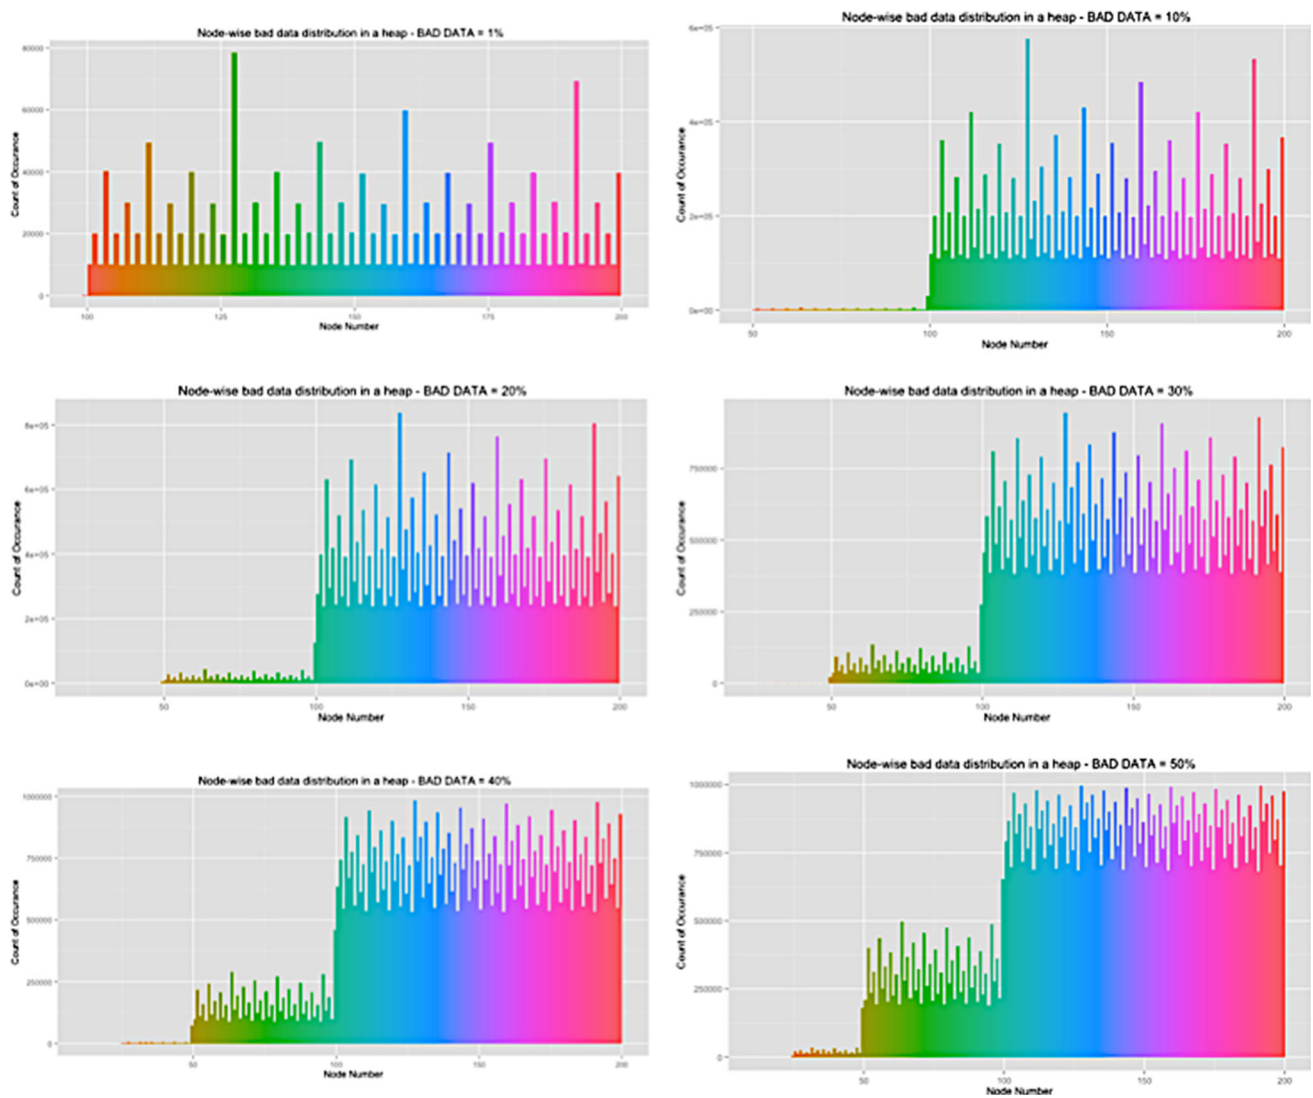 Node-wise bad data distribution in a heap - BAD DATA = 1%
Count of Occurance
80000
60000
40000
20000
0
100 125 150 175 200
Node Number
Node-wise bad data distribution in a heap - BAD DATA = 10%
Count of Occurance
6e+05
4e+05
2e+05
0e+00
50 100 150 200
Node Number
Node-wise bad data distribution in a heap - BAD DATA = 20%
Count of Occurance
8e+05
6e+05
4e+05
2e+05
0e+00
50 100 150 200
Node Number
Node-wise bad data distribution in a heap - BAD DATA = 30%
Count of Occurance
750000
500000
250000
0
50 100 150 200
Node Number
Node-wise bad data distribution in a heap - BAD DATA = 40%
Count of Occurance
1000000
750000
500000
250000
0
50 100 150 200
Node Number
Node-wise bad data distribution in a heap - BAD DATA = 50%
Count of Occurance
1000000
750000
500000
250000
0
50 100 150 200
Node Number